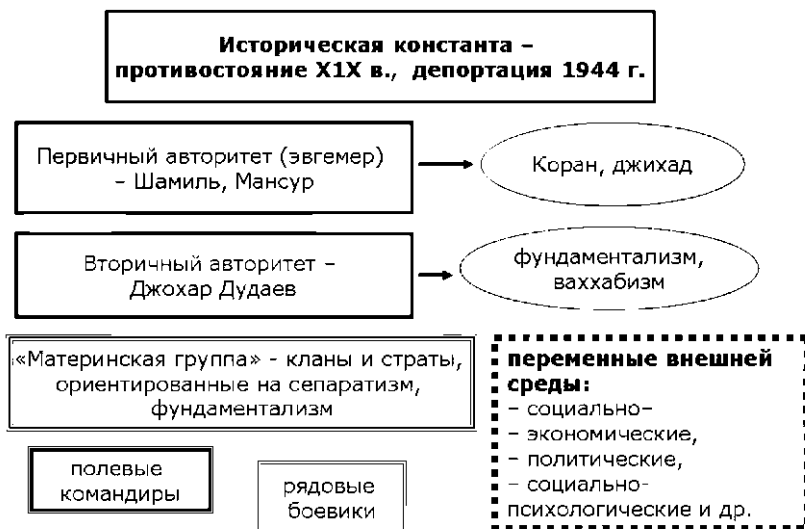 Историческая константа –
противостояние Х1Х в., депортация 1944 г.
Первичный авторитет (эвгемер)
– Шамиль, Мансур
Коран, джихад
Вторичный авторитет –
Джохар Дудаев
фундаментализм,
ваххабизм
«Материнская группа» - кланы и страты,
ориентированные на сепаратизм,
фундаментализм
переменные внешней
среды:
– социально–
– экономические,
– политические,
– социально-
психологические и др.
полевые
командиры
рядовые
боевики